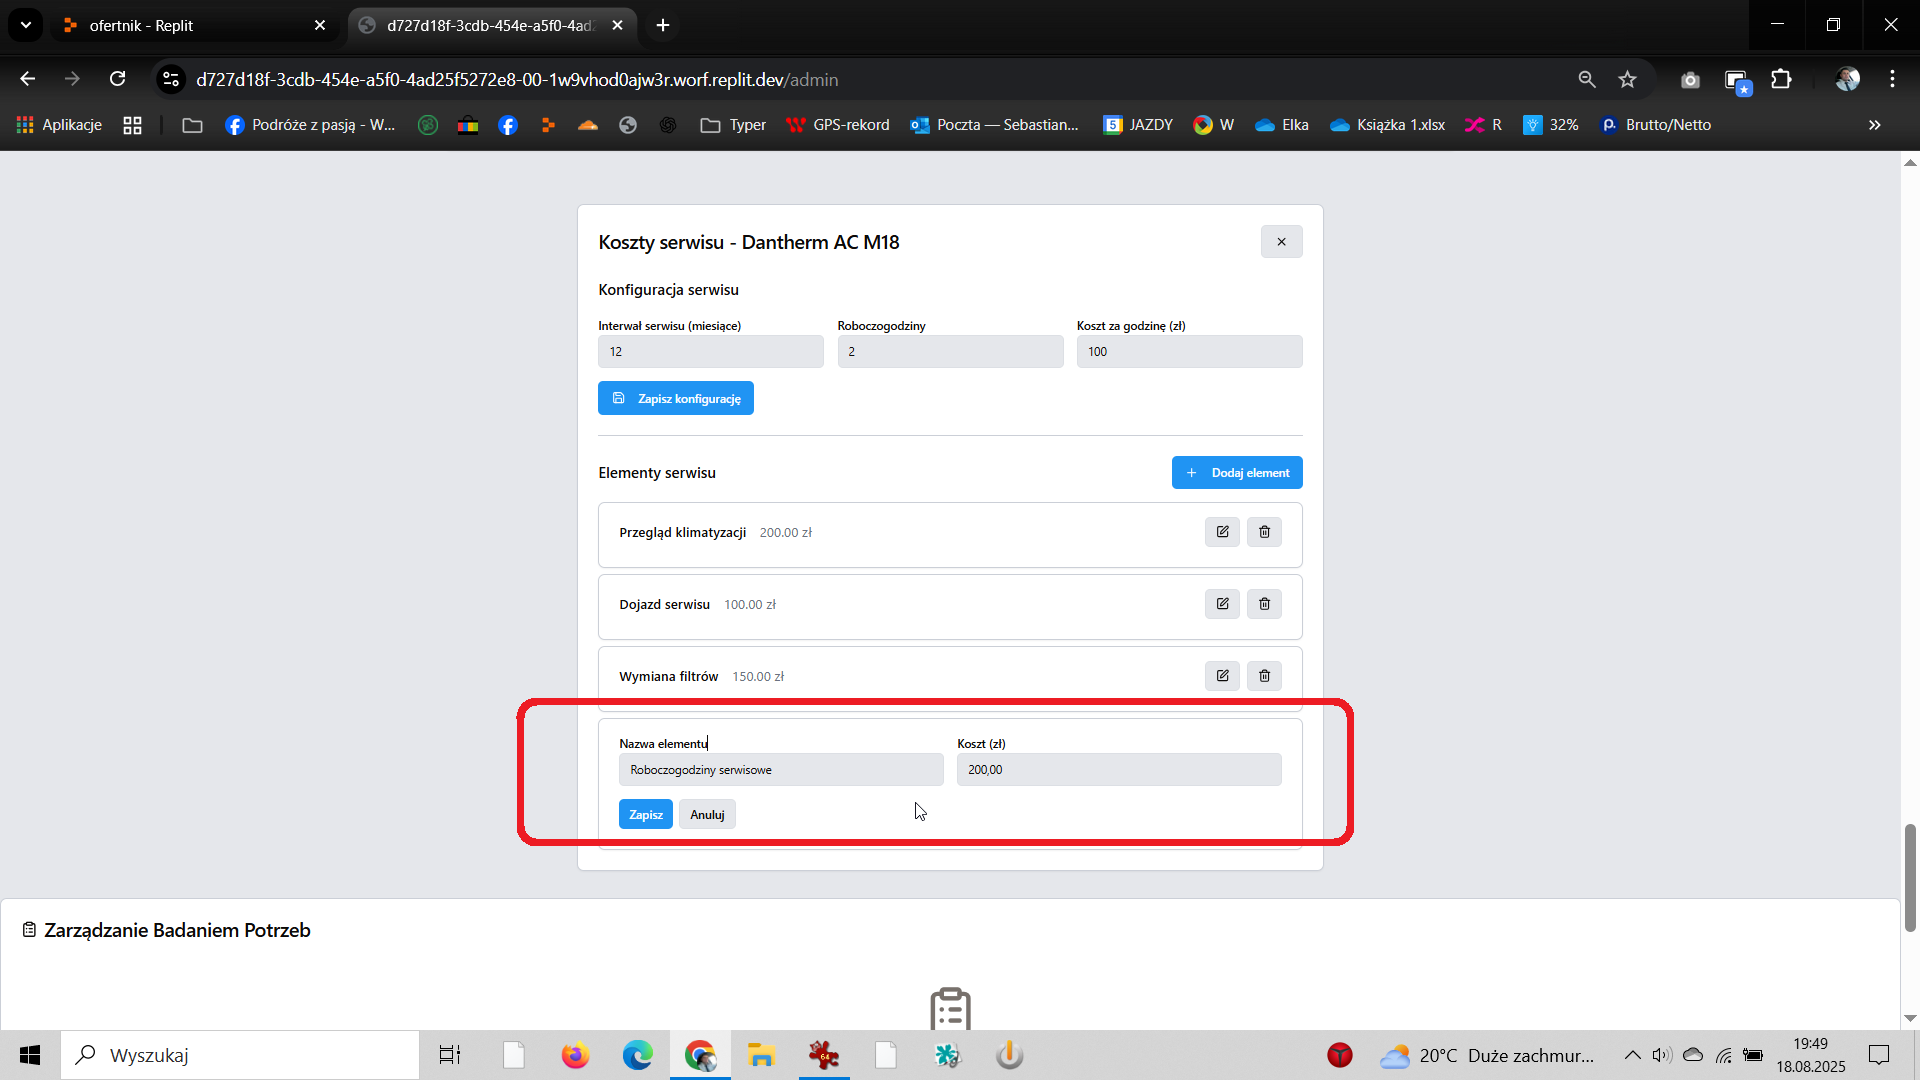 ofertnik - Replit
d727d18f-3cdb-454e-a5f0-4ad2
d727d18f-3cdb-454e-a5f0-4ad25f5272e8-00-1w9vhod0ajw3r.worf.replit.dev/admin
Aplikacje
Podróże z pasją - W...
Typer
GPS-rekord
Poczta — Sebastian...
5 JAZDY
W
Elka
Książka 1.xlsx
R
32%
Brutto/Netto
Koszty serwisu - Dantherm AC M18
Konfiguracja serwisu
Interwał serwisu (miesiące) Roboczogodziny Koszt za godzinę (zł)
12 2 100
Zapisz konfigurację
Elementy serwisu
Dodaj element
Przegląd klimatyzacji 200.00 zł
Dojazd serwisu 100.00 zł
Wymiana filtrów 150.00 zł
Nazwa elementu Koszt (zł)
Roboczogodziny serwisowe 200,00
Zapisz Anuluj
Zarządzanie Badaniem Potrzeb
Wyszukaj
64
20°C Duże zachmur...
19:49
18.08.2025